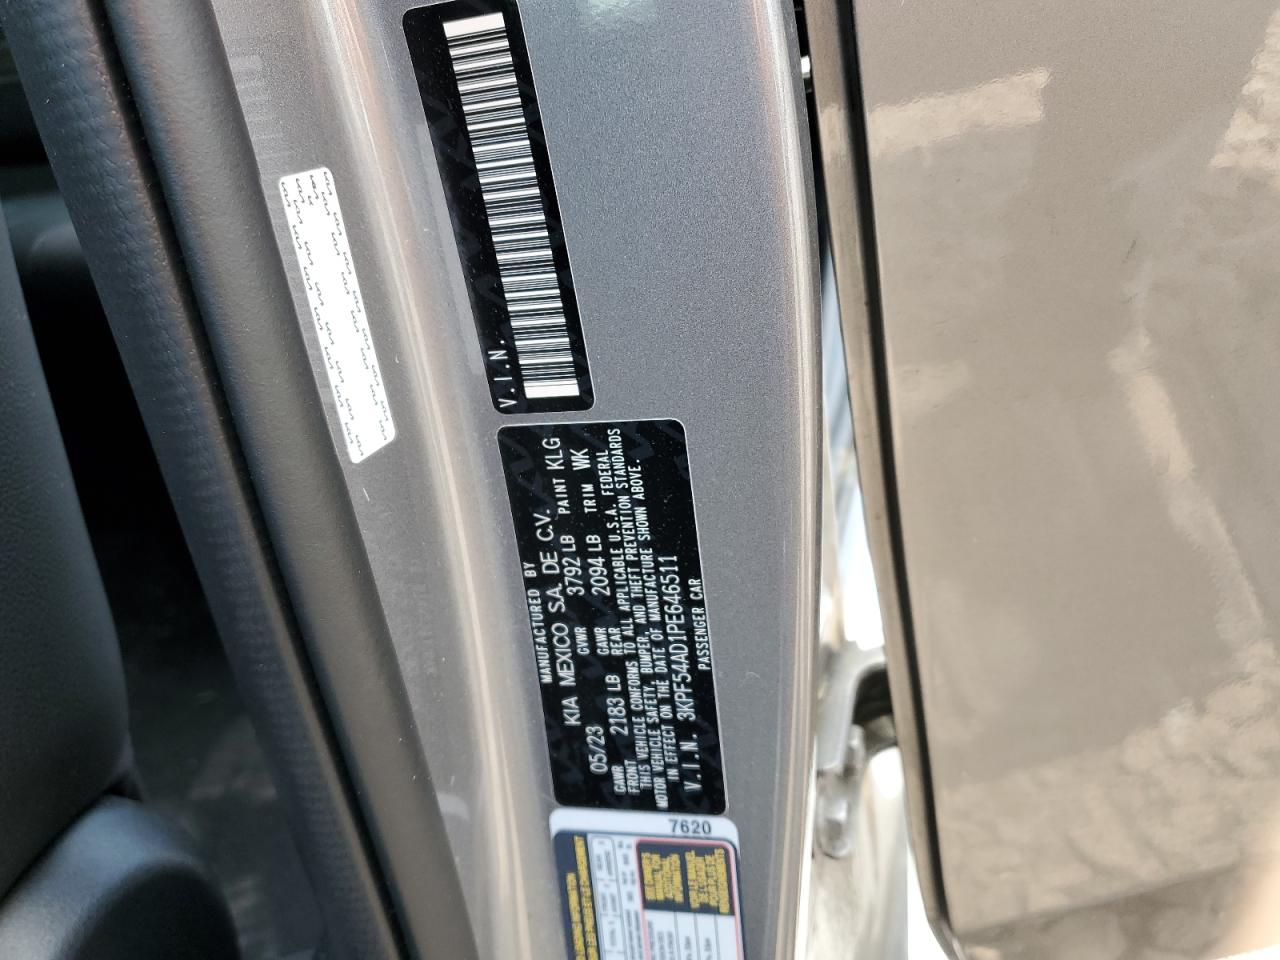 V.I.N.
MANUFACTURED BY
KIA MEXICO S.A. DE C.V.
05/23 GVWR 3792 LB PAINT KLG
GAWR FRONT 2183 LB GAWR REAR 2094 LB TRIM WK
THIS VEHICLE CONFORMS TO ALL APPLICABLE U.S.A. FEDERAL
MOTOR VEHICLE SAFETY, BUMPER, AND THEFT PREVENTION STANDARDS
IN EFFECT ON THE DATE OF MANUFACTURE SHOWN ABOVE.
V.I.N. 3KPF54AD1PE646511
PASSENGER CAR
7620